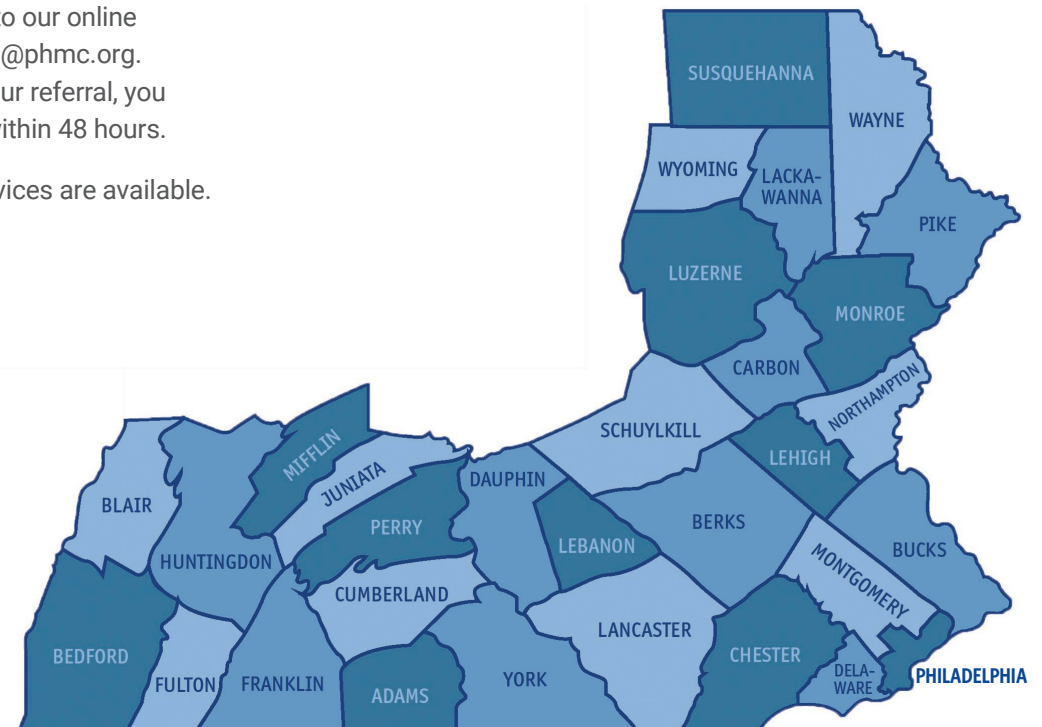 to our online
@phmc.org.
ur referral, you
ithin 48 hours.
vices are available.
SUSQUEHANNA
WAYNE
WYOMING
LACKA-
WANNA
PIKE
LUZERNE
MONROE
CARBON
NORTHAMPTON
SCHUYLKILL
LEHIGH
MIFFLIN
JUNIATA
DAUPHIN
BLAIR
PERRY
BERKS
LEBANON
BUCKS
HUNTINGDON
MONTGOMERY
CUMBERLAND
LANCASTER
BEDFORD
CHESTER
FULTON
FRANKLIN
ADAMS
YORK
DELA-
WARE
PHILADELPHIA